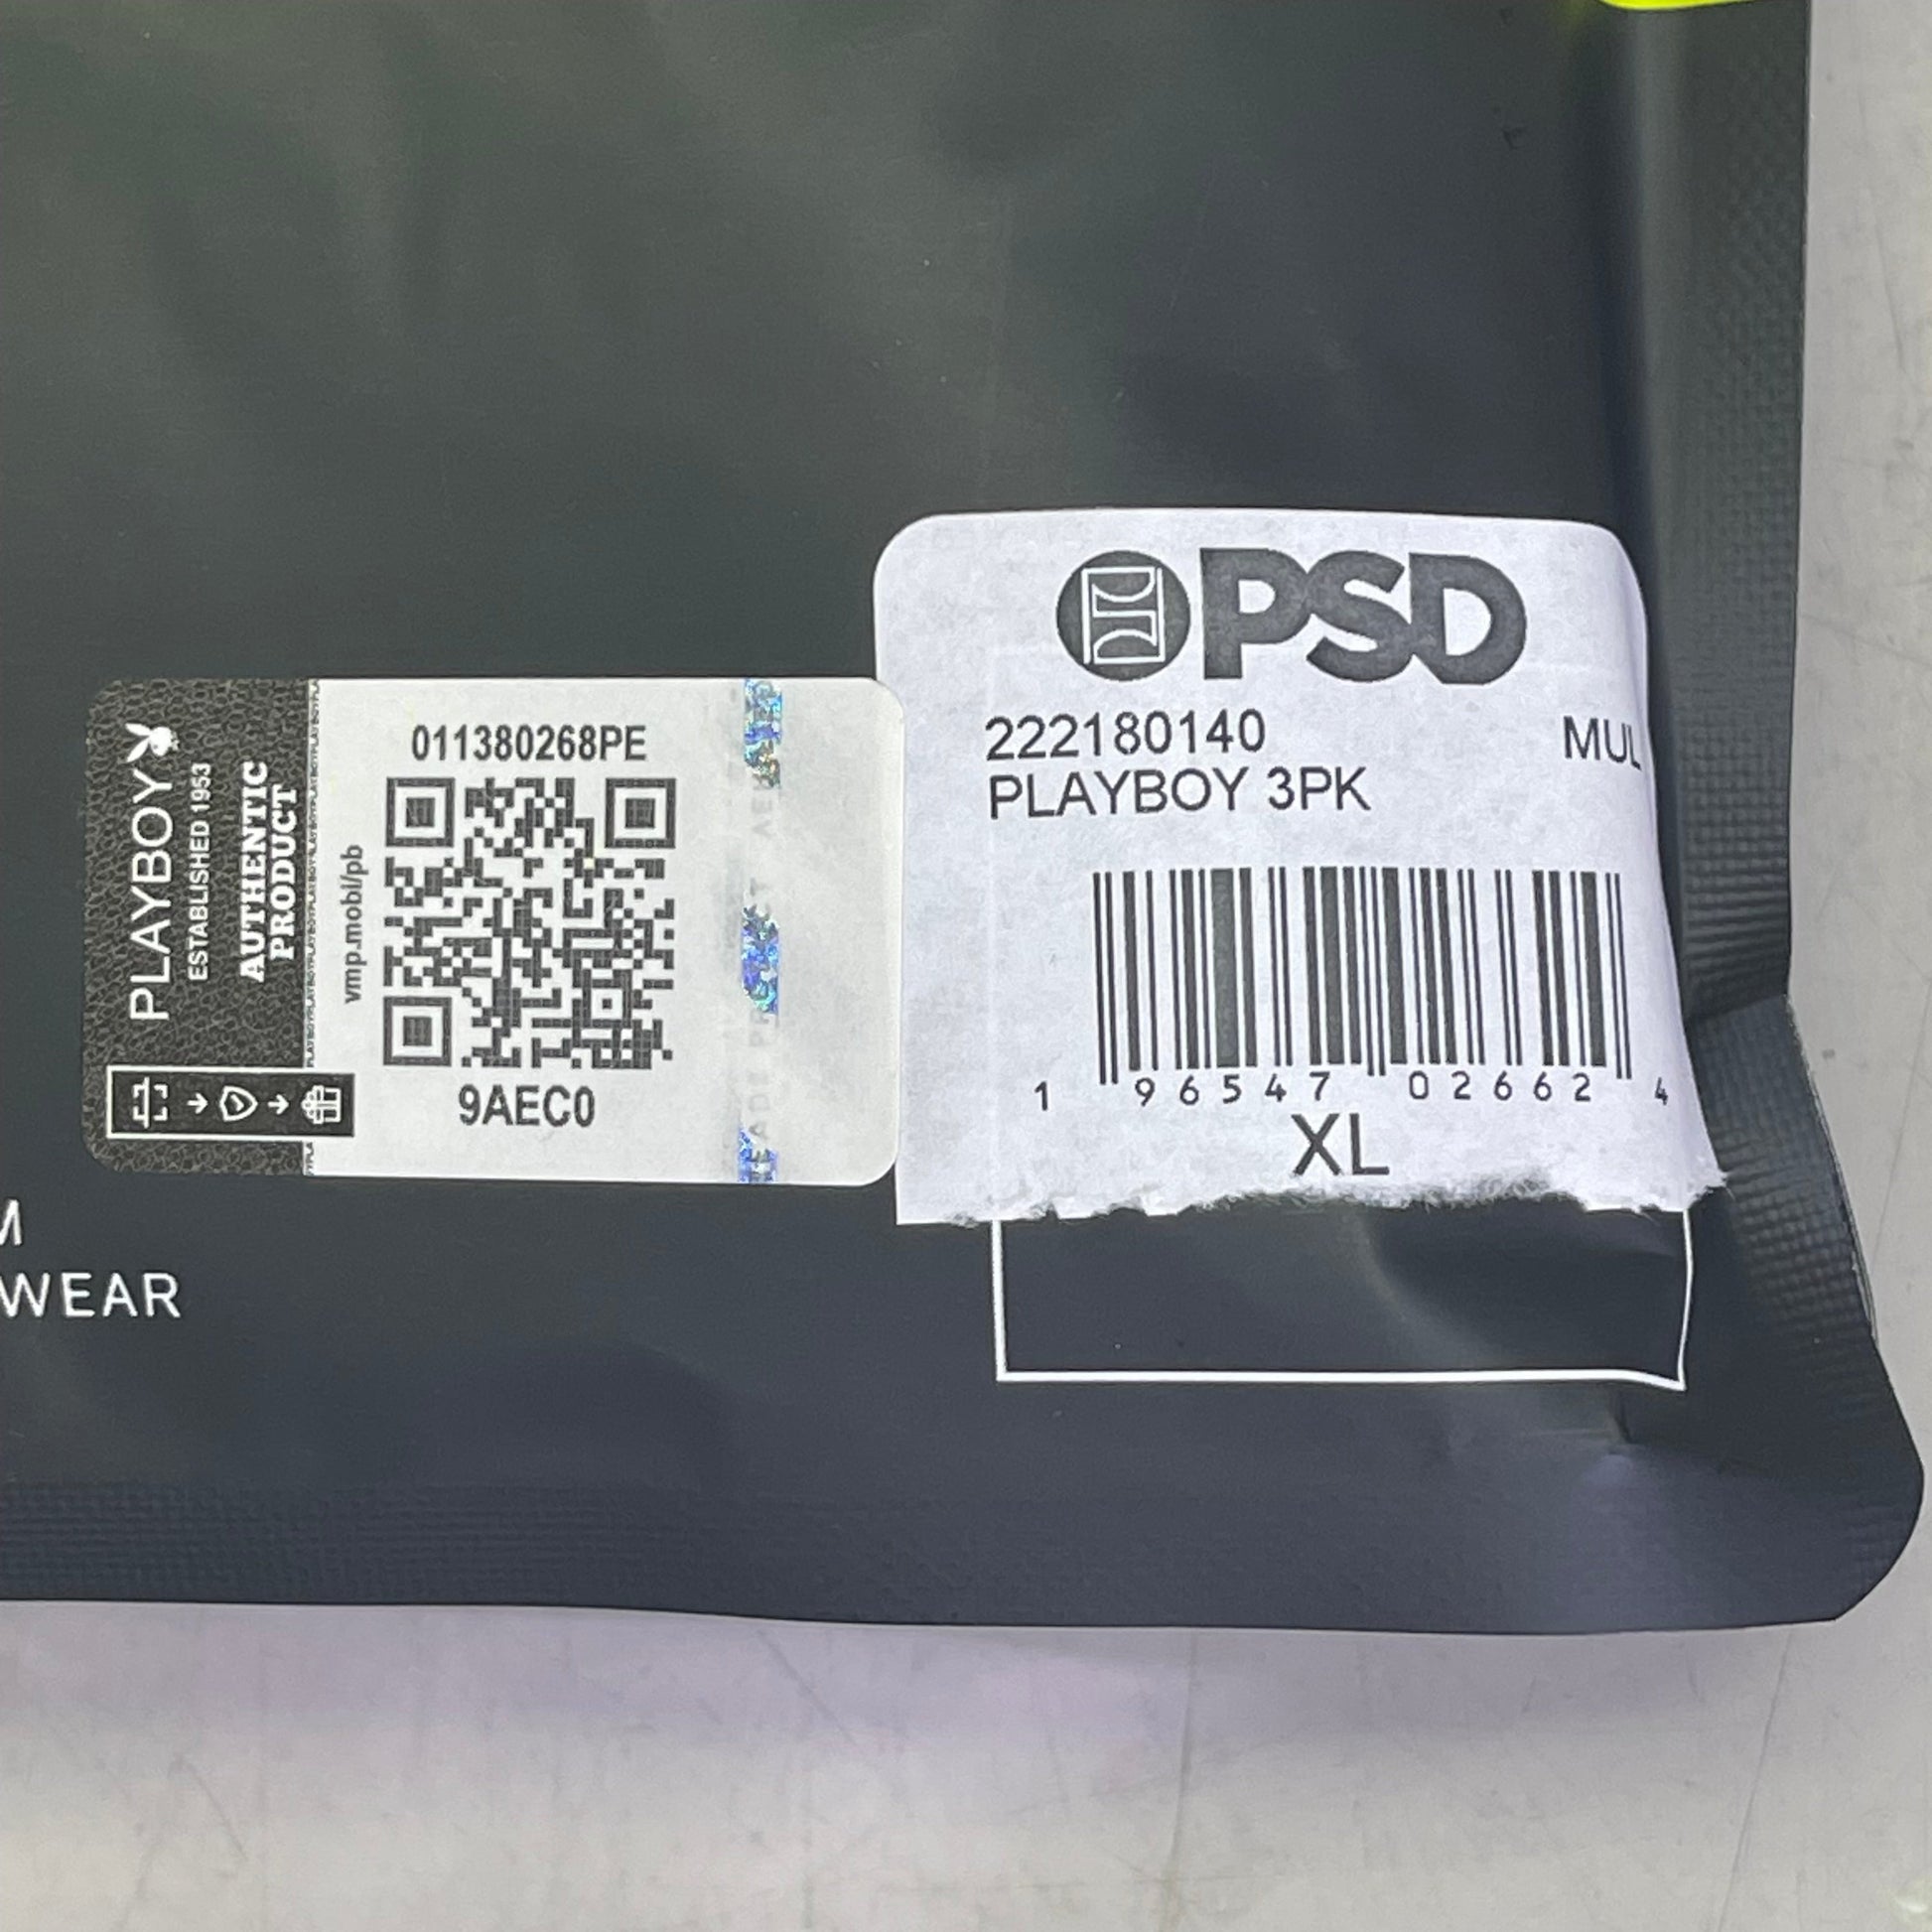 PLAYBOY
ESTABLISHED 1953
AUTHENTIC
PRODUCT
vmp.mobi/pb
011380268PE
9AEC0
PSD
222180140 MUL
PLAYBOY 3PK
1 96547 02662 4
XL
M
WEAR